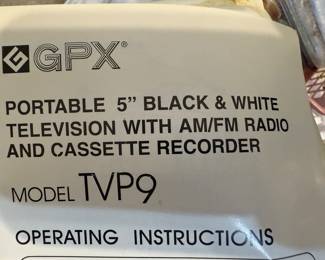 GPX®
PORTABLE 5" BLACK & WHITE
TELEVISION WITH AM/FM RADIO
AND CASSETTE RECORDER
MODEL TVP9
OPERATING INSTRUCTIONS